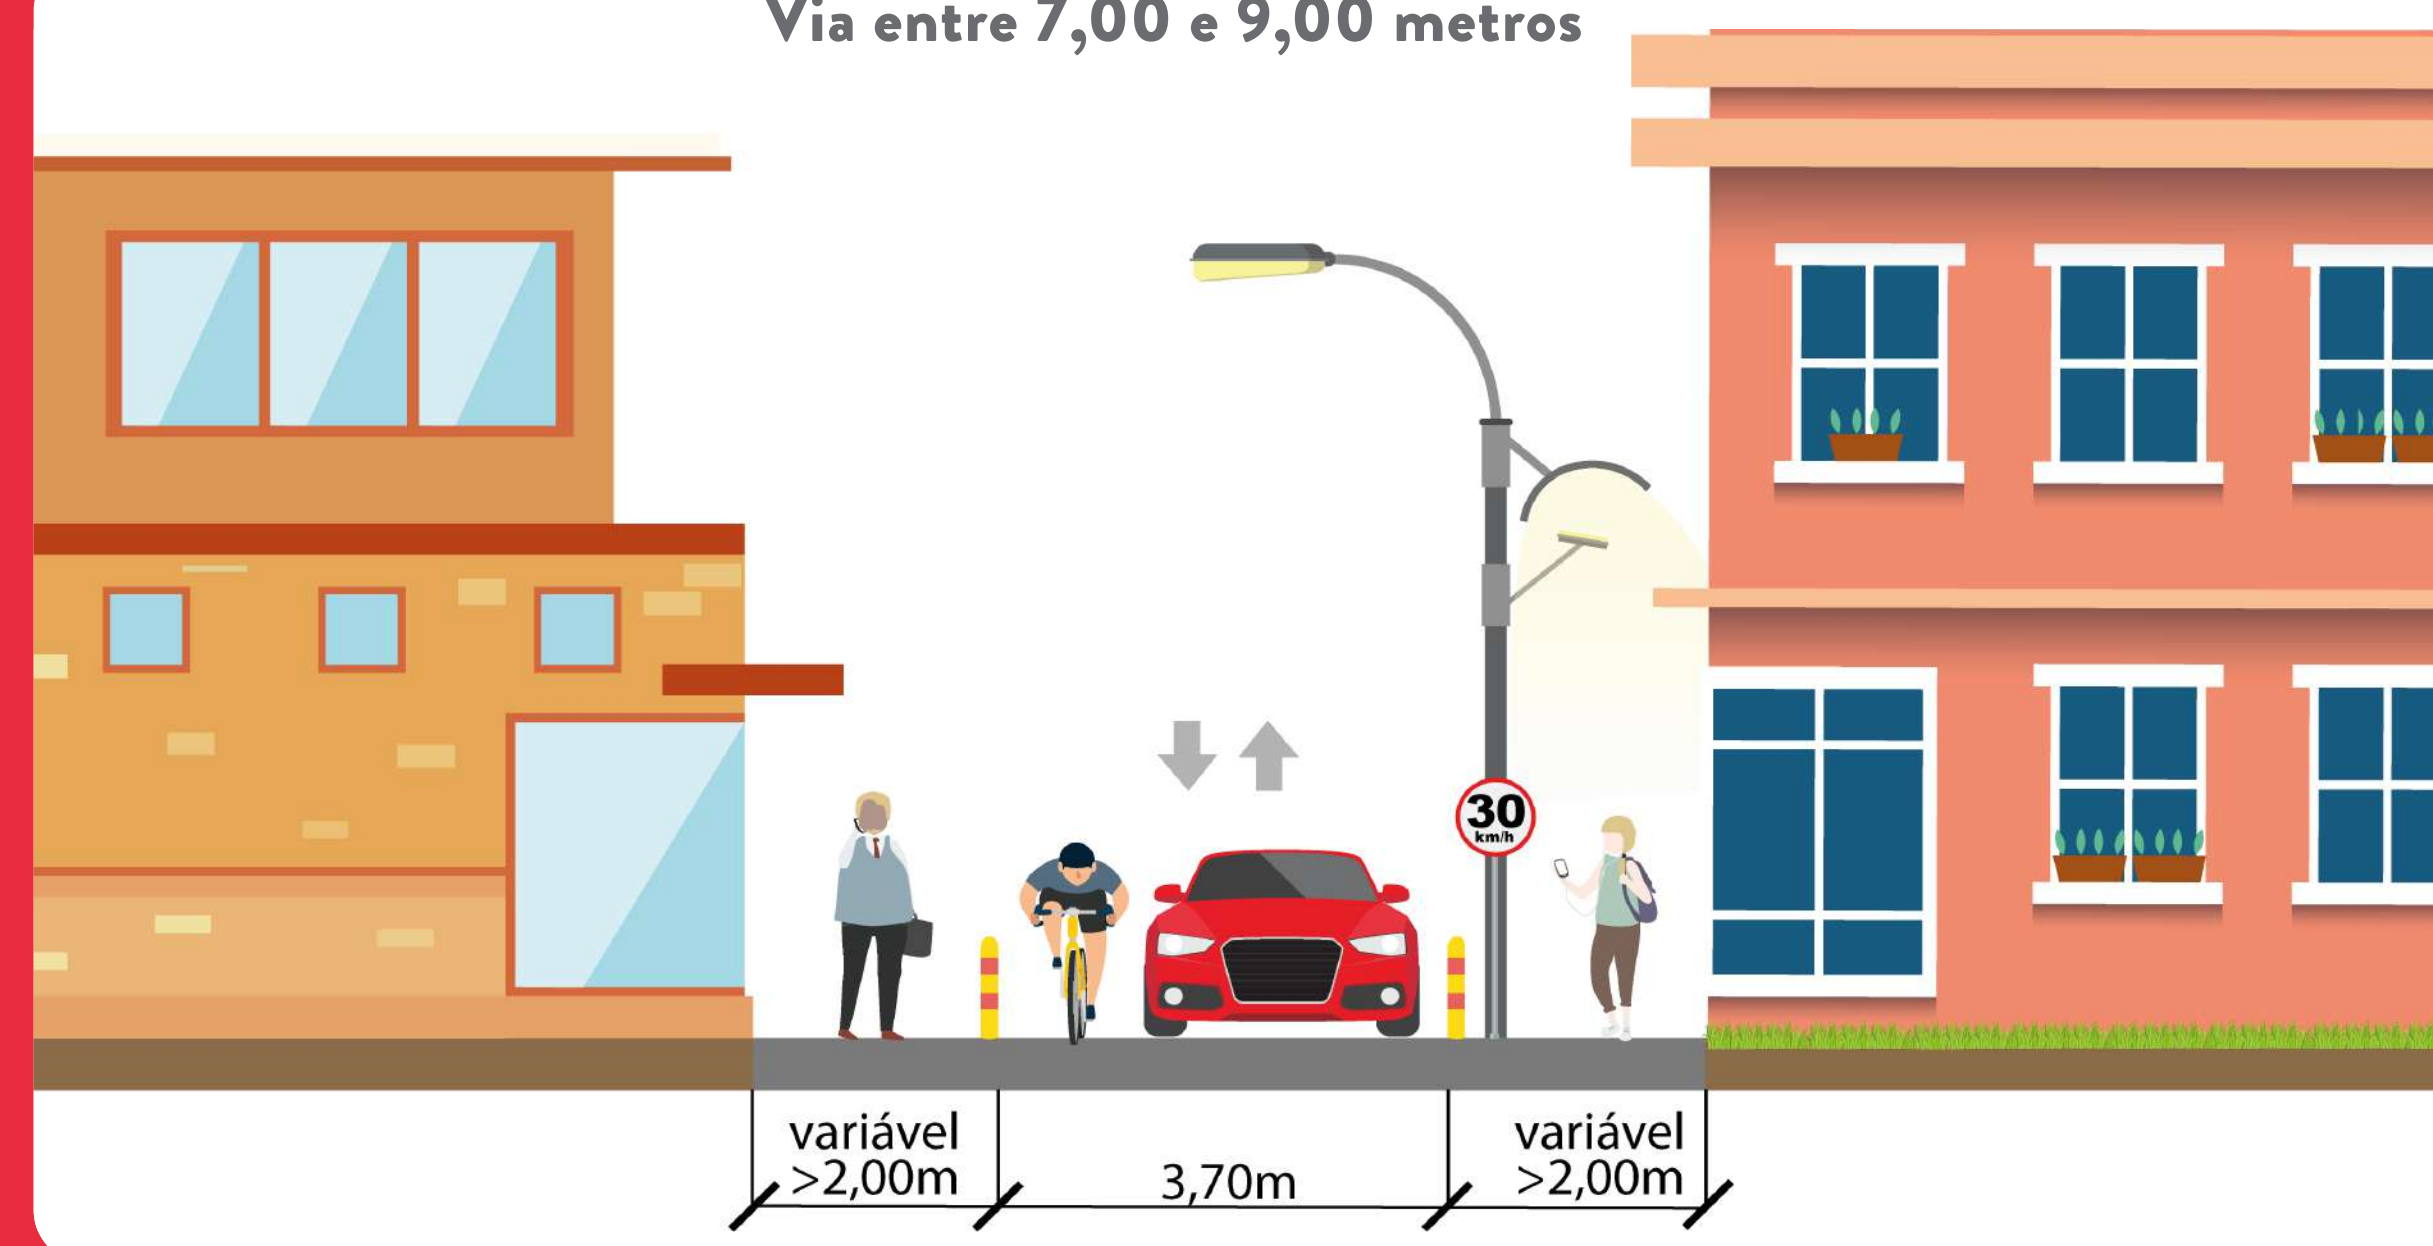 Via entre 7,00 e 9,00 metros
30
km/h
variável
>2,00m
3,70m
variável
>2,00m